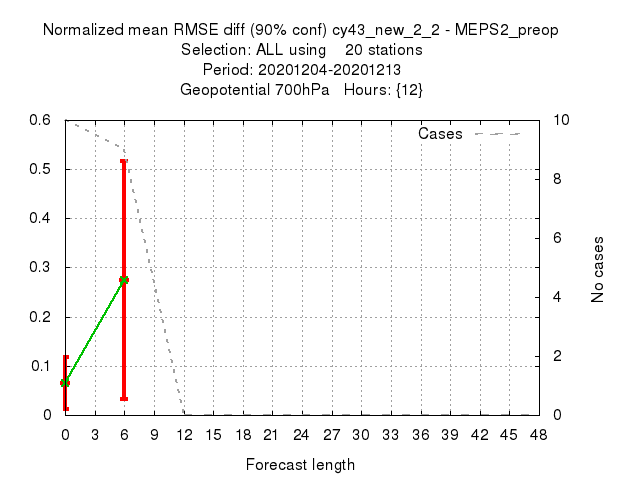 Normalized mean RMSE diff (90% conf) cy43_new_2_2 - MEPS2_preop
Selection: ALL using 20 stations
Period: 20201204-20201213
Geopotential 700hPa Hours: {12}
Cases
0.6
0.5
0.4
0.3
0.2
0.1
0
10
8
6
4
2
0
No cases
0 3 6 9 12 15 18 21 24 27 30 33 36 39 42 45 48
Forecast length